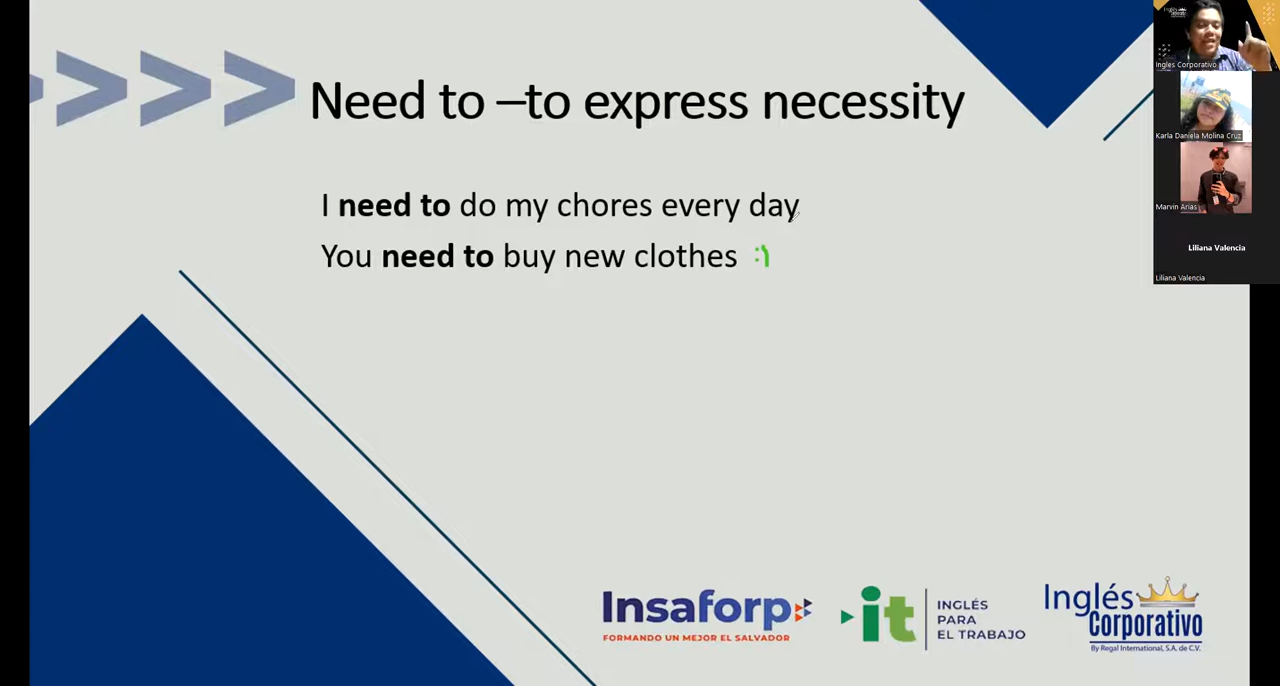 Need to –to express necessity
I need to do my chores every day
You need to buy new clothes :)
Inglés Corporativo
Karla Daniela Molina Cruz
Marvin Arias
Liliana Valencia
Liliana Valencia
Insaforp
FORMANDO UN MEJOR EL SALVADOR
it
INGLÉS
PARA
EL TRABAJO
Inglés
Corporativo
By Regal International, S.A. de C.V.